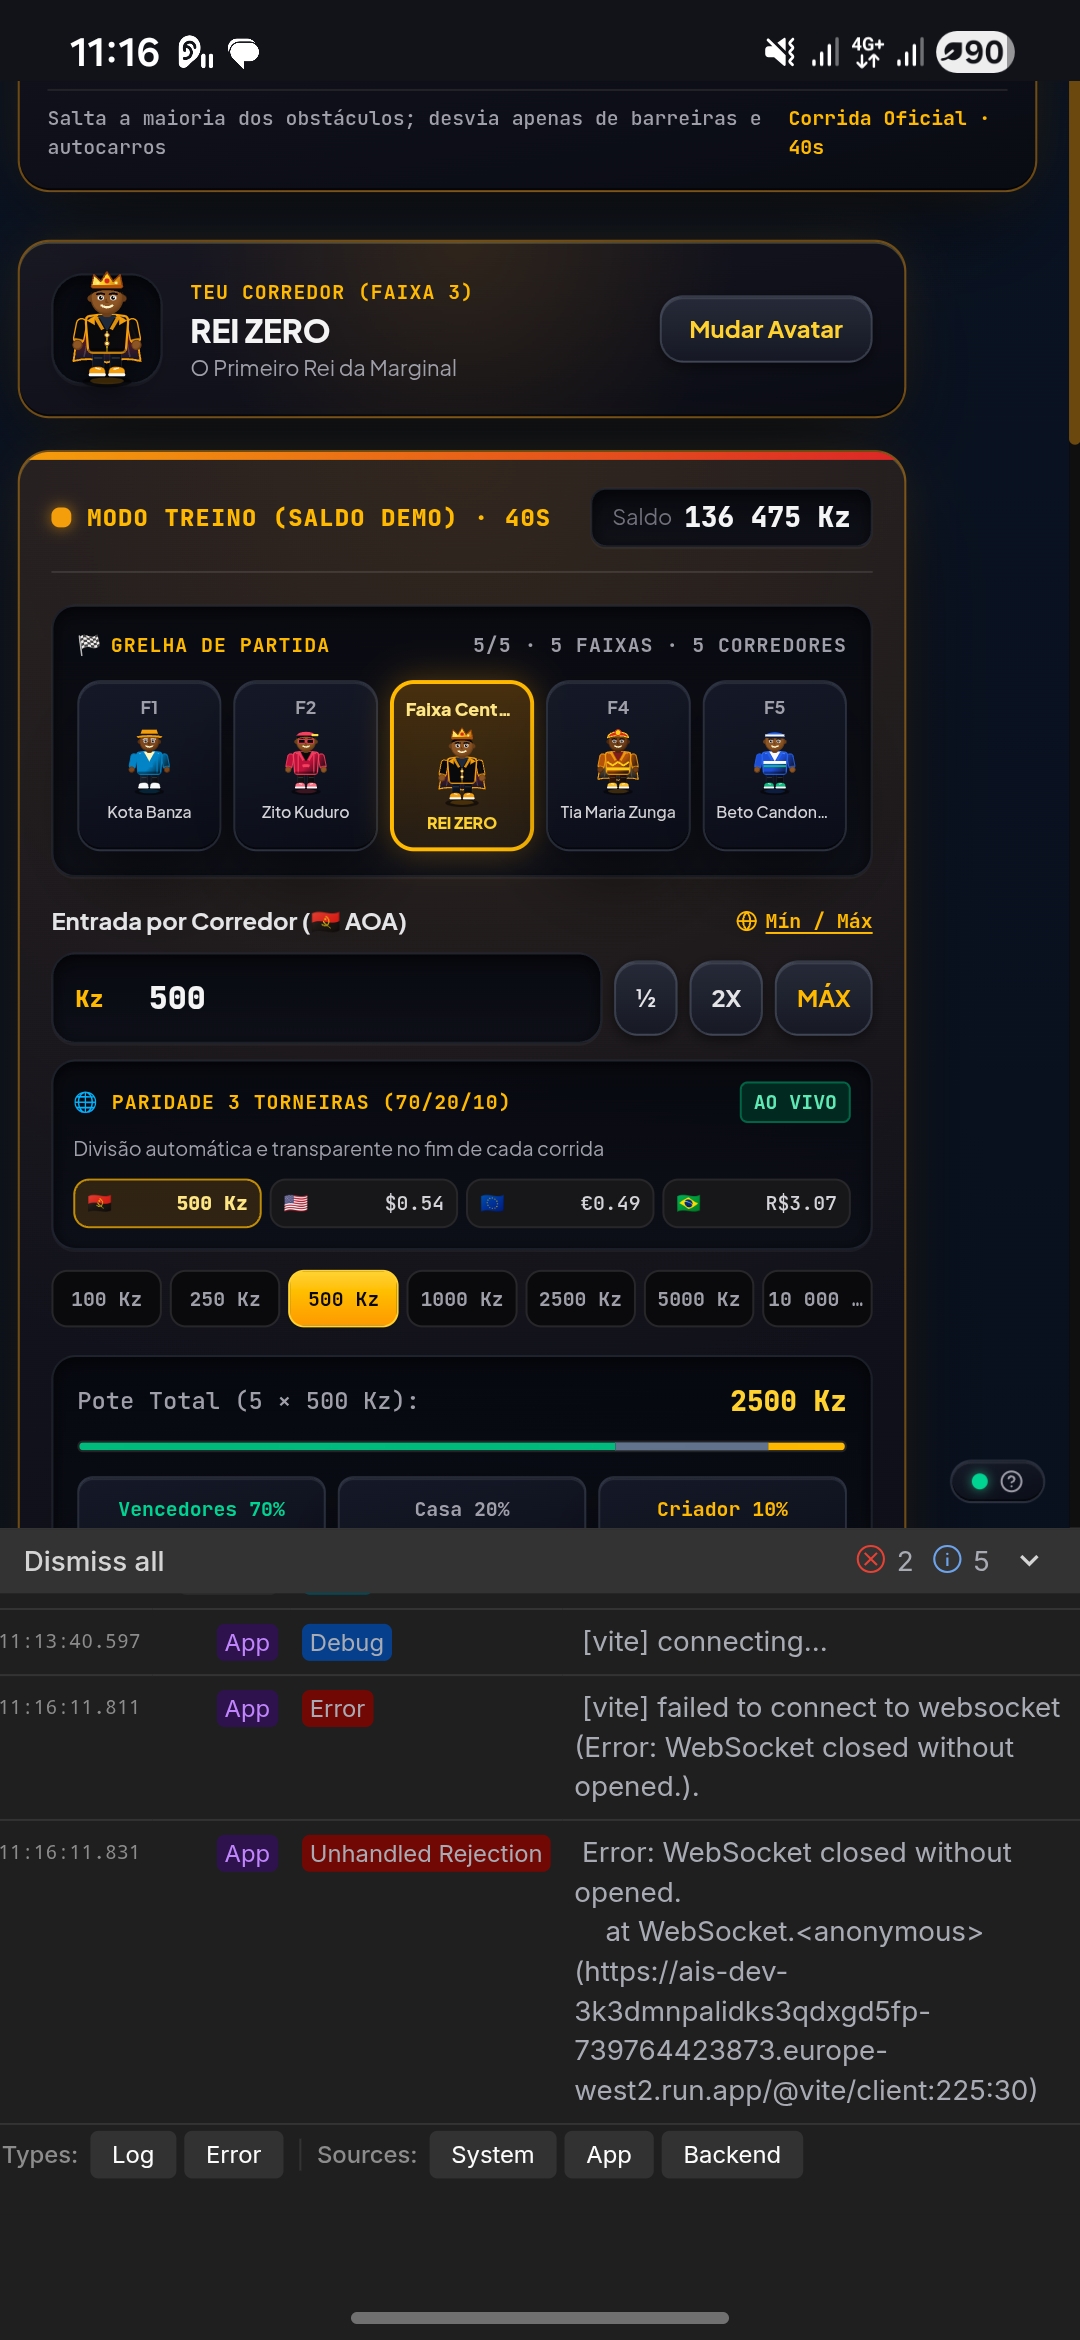 11:16
4G+
90
Salta a maioria dos obstáculos; desvia apenas de barreiras e
autocarros
Corrida Oficial ·
40s
TEU CORREDOR (FAIXA 3)
REI ZERO
O Primeiro Rei da Marginal
Mudar Avatar
MODO TREINO (SALDO DEMO) · 40S
Saldo 136 475 Kz
GRELHA DE PARTIDA
5/5 · 5 FAIXAS · 5 CORREDORES
F1
Kota Banza
F2
Zito Kuduro
Faixa Cent...
REI ZERO
F4
Tia Maria Zunga
F5
Beto Candon...
Entrada por Corredor (🇦🇴 AOA)
Mín / Máx
Kz 500
½
2X
MÁX
PARIDADE 3 TORNEIRAS (70/20/10)
AO VIVO
Divisão automática e transparente no fim de cada corrida
500 Kz
$0.54
€0.49
R$3.07
100 Kz
250 Kz
500 Kz
1000 Kz
2500 Kz
5000 Kz
10 000 …
Pote Total (5 × 500 Kz):
2500 Kz
Vencedores 70%
Casa 20%
Criador 10%
Dismiss all
2
5
11:13:40.597 App Debug [vite] connecting...
11:16:11.811 App Error [vite] failed to connect to websocket
(Error: WebSocket closed without
opened.).
11:16:11.831 App Unhandled Rejection Error: WebSocket closed without
opened.
at WebSocket.<anonymous>
(https://ais-dev-
3k3dmnpalidks3qdxgd5fp-
739764423873.europe-
west2.run.app/@vite/client:225:30)
Types: Log Error Sources: System App Backend